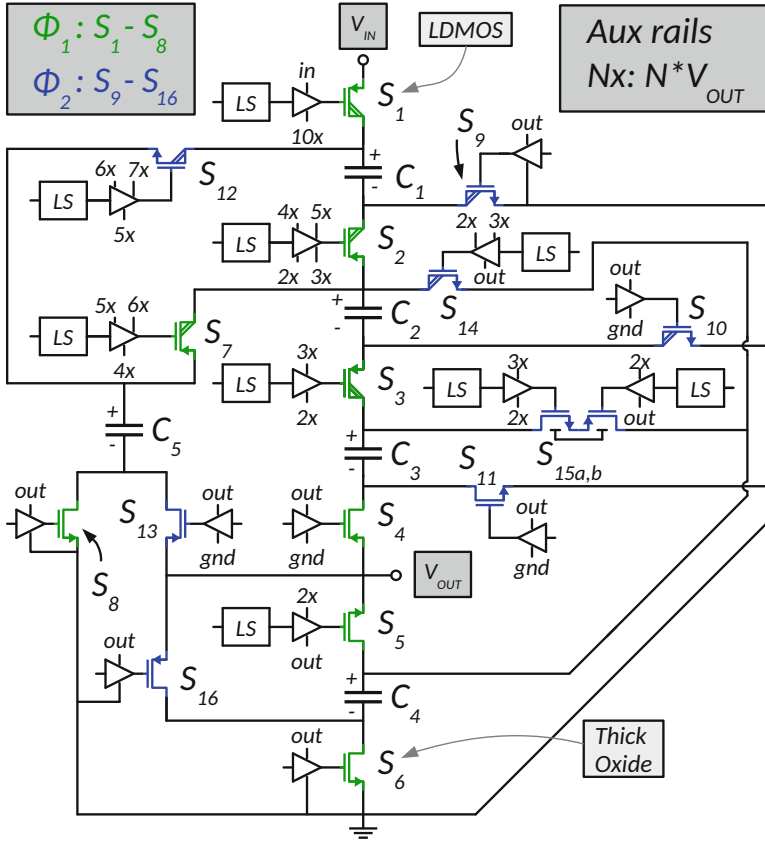 Φ1 : S1 - S8
Φ2 : S9 - S16
VIN
LDMOS
Aux rails
Nx: N*VOUT
in
LS
S1
10x
S9
out
+
-
C1
S12
6x 7x
LS
5x
4x 5x
LS
S2
2x 3x
2x 3x
LS
out
S14
+
-
C2
out
gnd
S10
5x 6x
LS
4x
S7
3x
LS
2x
S3
LS
3x
2x
2x
out
LS
S15a,b
+
-
C5
+
-
C3
S11
out
gnd
out
S8
S13
out
gnd
out
gnd
S4
VOUT
2x
LS
out
S5
out
S16
+
-
C4
out
S6
Thick
Oxide